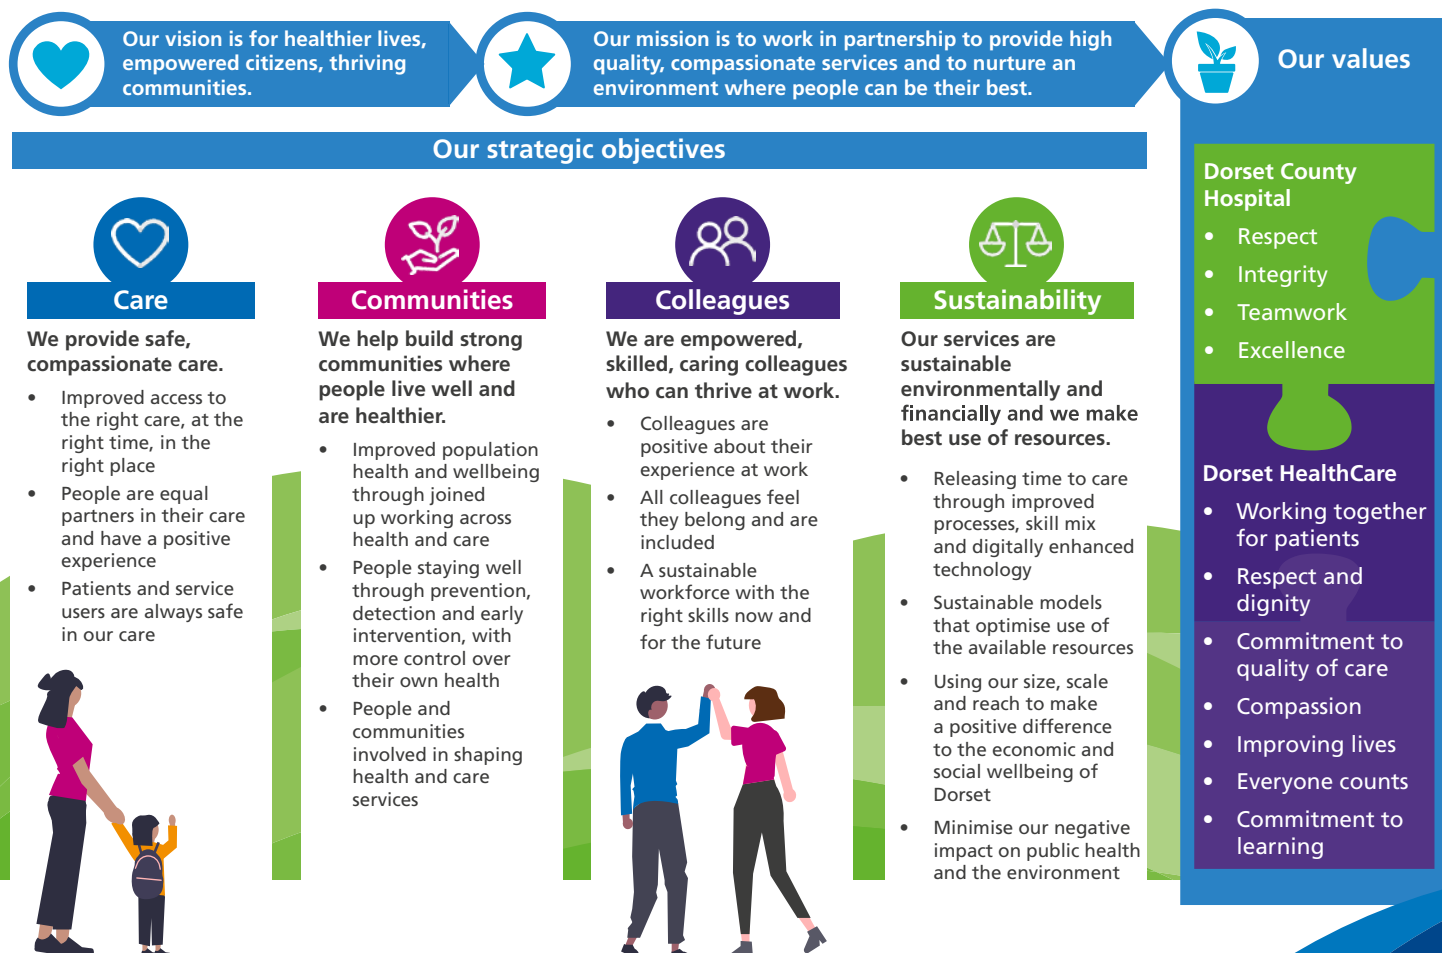 Our vision is for healthier lives,
empowered citizens, thriving
communities.
Our mission is to work in partnership to provide high
quality, compassionate services and to nurture an
environment where people can be their best.
Our values
Our strategic objectives
Care
We provide safe,
compassionate care.
• Improved access to
the right care, at the
right time, in the
right place
• People are equal
partners in their care
and have a positive
experience
• Patients and service
users are always safe
in our care
Communities
We help build strong
communities where
people live well and
are healthier.
• Improved population
health and wellbeing
through joined
up working across
health and care
• People staying well
through prevention,
detection and early
intervention, with
more control over
their own health
• People and
communities
involved in shaping
health and care
services
Colleagues
We are empowered,
skilled, caring colleagues
who can thrive at work.
• Colleagues are
positive about their
experience at work
• All colleagues feel
they belong and are
included
• A sustainable
workforce with the
right skills now and
for the future
Sustainability
Our services are
sustainable
environmentally and
financially and we make
best use of resources.
• Releasing time to care
through improved
processes, skill mix
and digitally enhanced
technology
• Sustainable models
that optimise use of
the available resources
• Using our size, scale
and reach to make
a positive difference
to the economic and
social wellbeing of
Dorset
• Minimise our negative
impact on public health
and the environment
Dorset County
Hospital
• Respect
• Integrity
• Teamwork
• Excellence
Dorset HealthCare
• Working together
for patients
• Respect and
dignity
• Commitment to
quality of care
• Compassion
• Improving lives
• Everyone counts
• Commitment to
learning